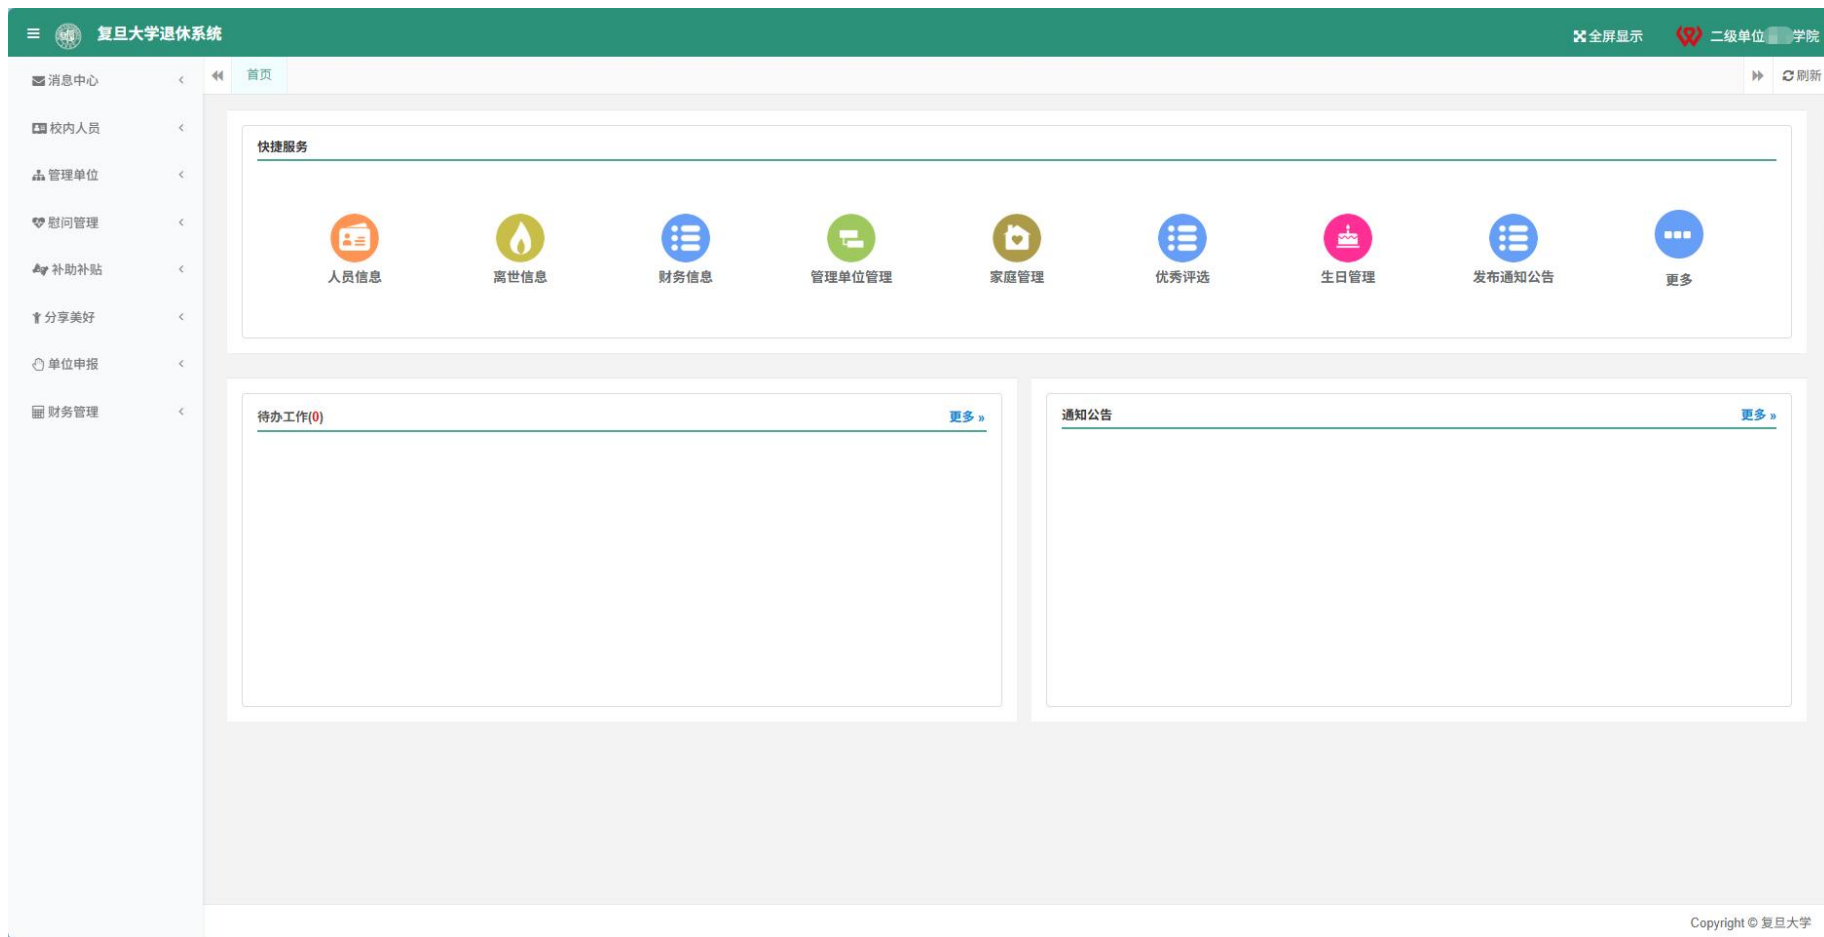 复旦大学退休系统
全屏显示
二级单位 学院
消息中心
校内人员
管理单位
慰问管理
补助补贴
分享美好
单位申报
财务管理
首页
刷新
快捷服务
人员信息
离世信息
财务信息
管理单位管理
家庭管理
优秀评选
生日管理
发布通知公告
更多
待办工作(0)
更多 »
通知公告
更多 »
Copyright © 复旦大学